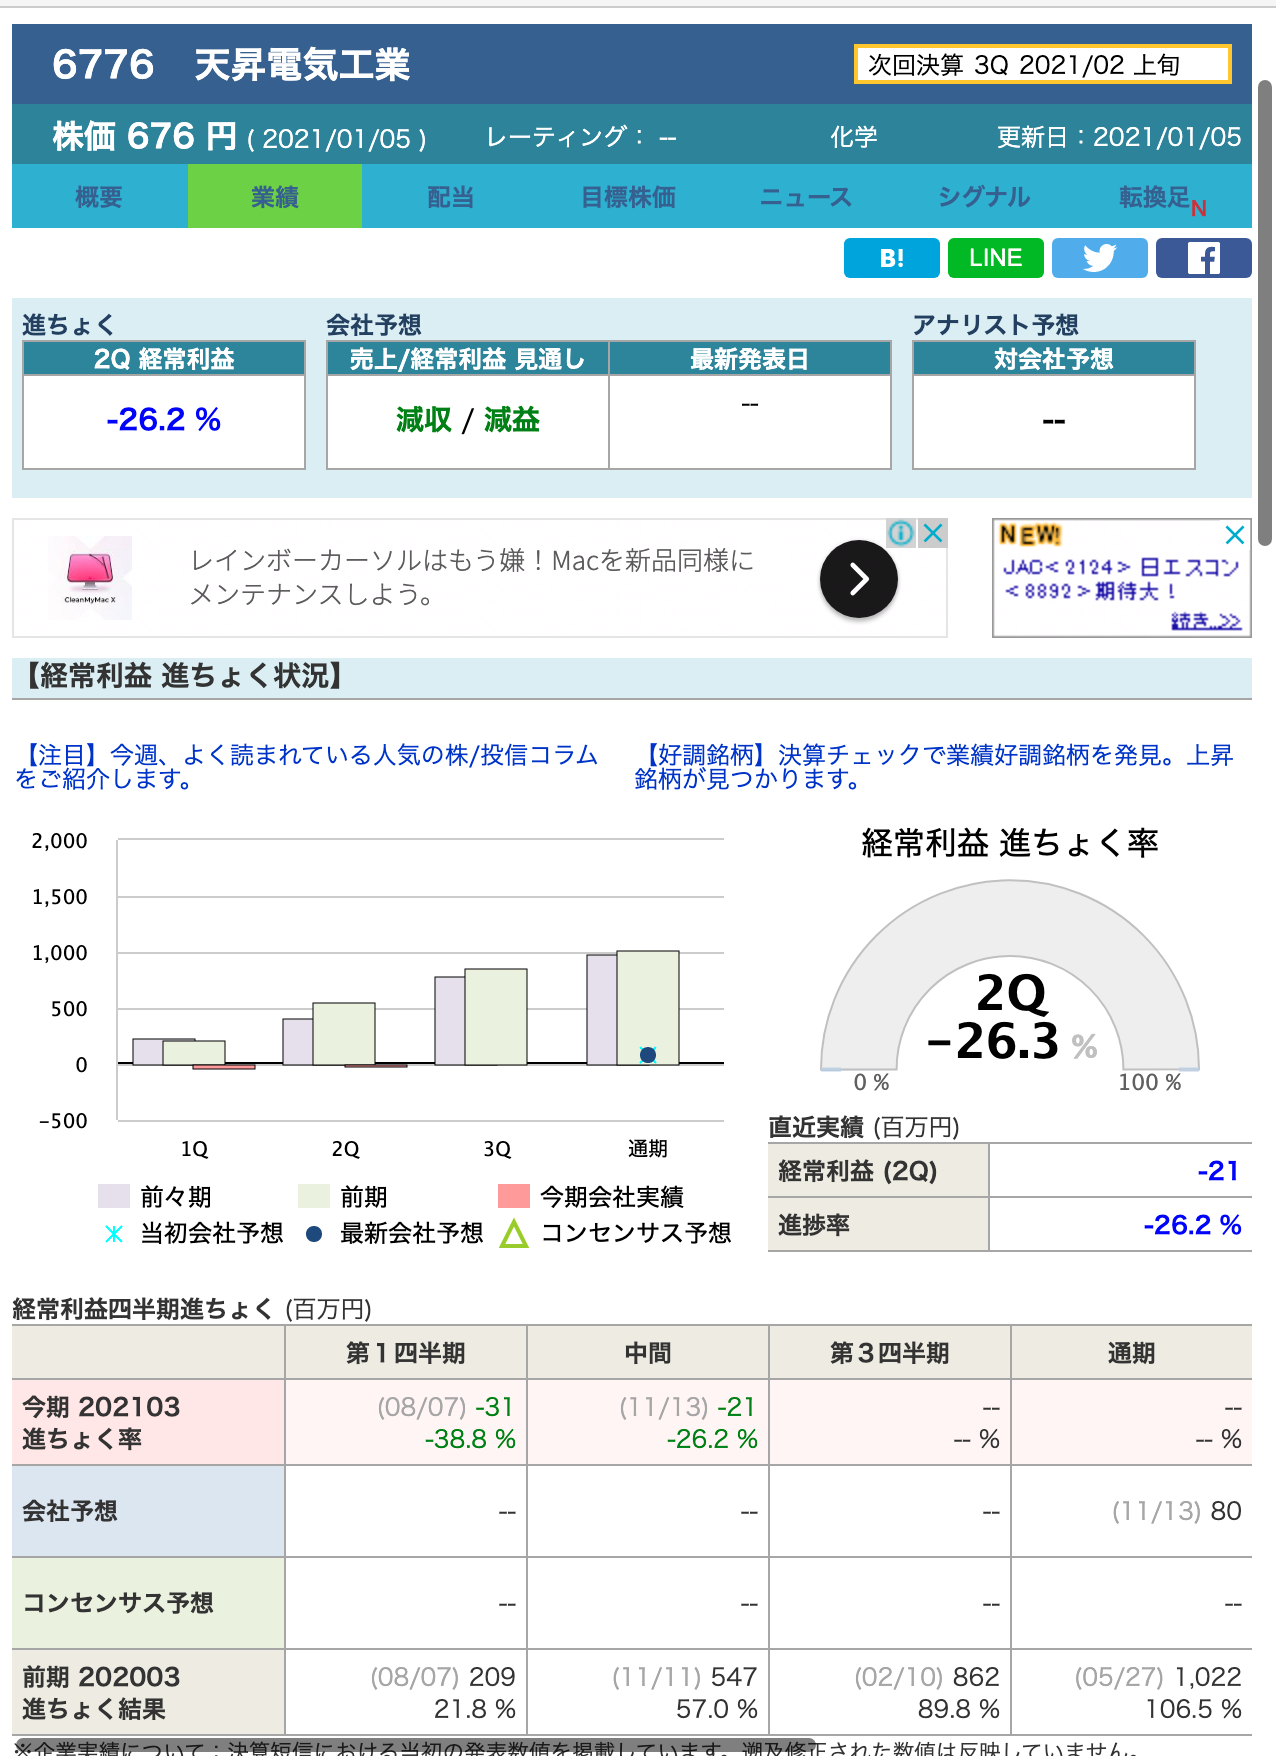 6776 天昇電気工業
次回決算 3Q 2021/02 上旬
株価 676 円 ( 2021/01/05 ) レーティング： -- 化学 更新日：2021/01/05
概要 業績 配当 目標株価 ニュース シグナル 転換足N
B! LINE
進ちょく 会社予想 アナリスト予想
2Q 経常利益 売上/経常利益 見通し 最新発表日 対会社予想
-26.2 % 減収 / 減益 -- --
レインボーカーソルはもう嫌！Macを新品同様に
メンテナンスしよう。
CleanMyMac X
NEW!
JAC＜2124＞日エスコン
＜8892＞期待大！
続き...>>
【経常利益 進ちょく状況】
【注目】今週、よく読まれている人気の株/投信コラム
をご紹介します。
【好調銘柄】決算チェックで業績好調銘柄を発見。上昇
銘柄が見つかります。
2,000
1,500
1,000
500
0
−500
1Q 2Q 3Q 通期
前々期 前期 今期会社実績
当初会社予想 最新会社予想 コンセンサス予想
経常利益 進ちょく率
2Q
−26.3 %
0 % 100 %
直近実績 (百万円)
経常利益 (2Q) -21
進捗率 -26.2 %
経常利益四半期進ちょく (百万円)
第１四半期 中間 第３四半期 通期
今期 202103 (08/07) -31 (11/13) -21 -- --
進ちょく率 -38.8 % -26.2 % -- % -- %
会社予想 -- -- -- (11/13) 80
コンセンサス予想 -- -- -- --
前期 202003 (08/07) 209 (11/11) 547 (02/10) 862 (05/27) 1,022
進ちょく結果 21.8 % 57.0 % 89.8 % 106.5 %
※企業実績について：決算短信における当初の発表数値を掲載しています。遡及修正された数値は反映していません。